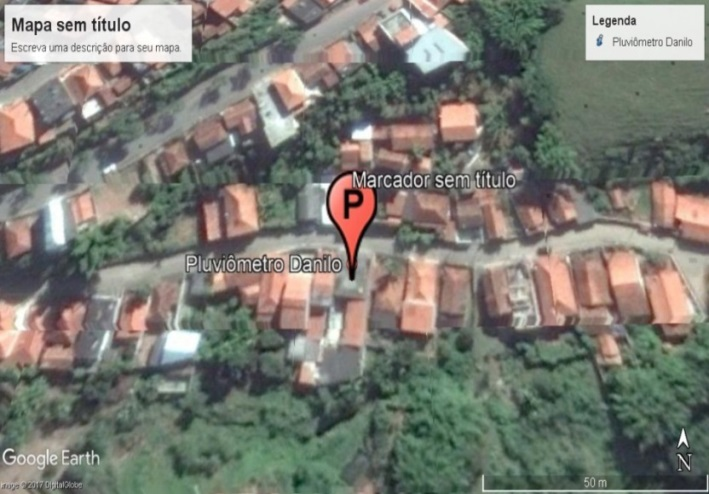 Mapa sem título
Escreva uma descrição para seu mapa.
Legenda
Pluviômetro Danilo
P
Marcador sem título
Pluviômetro Danilo
Google Earth
Image © 2017 DigitalGlobe
N
50 m